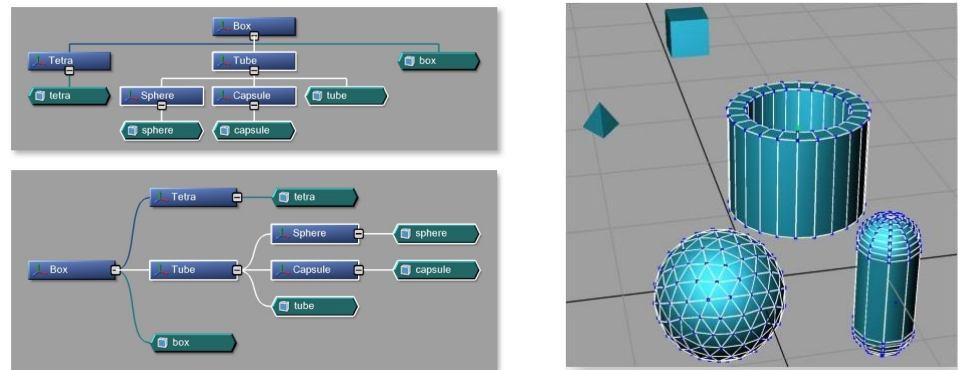 Box
Tetra
Tube
box
tetra
Sphere
Capsule
tube
sphere
capsule
Tetra
tetra
Sphere
sphere
Box
Tube
Capsule
capsule
tube
box